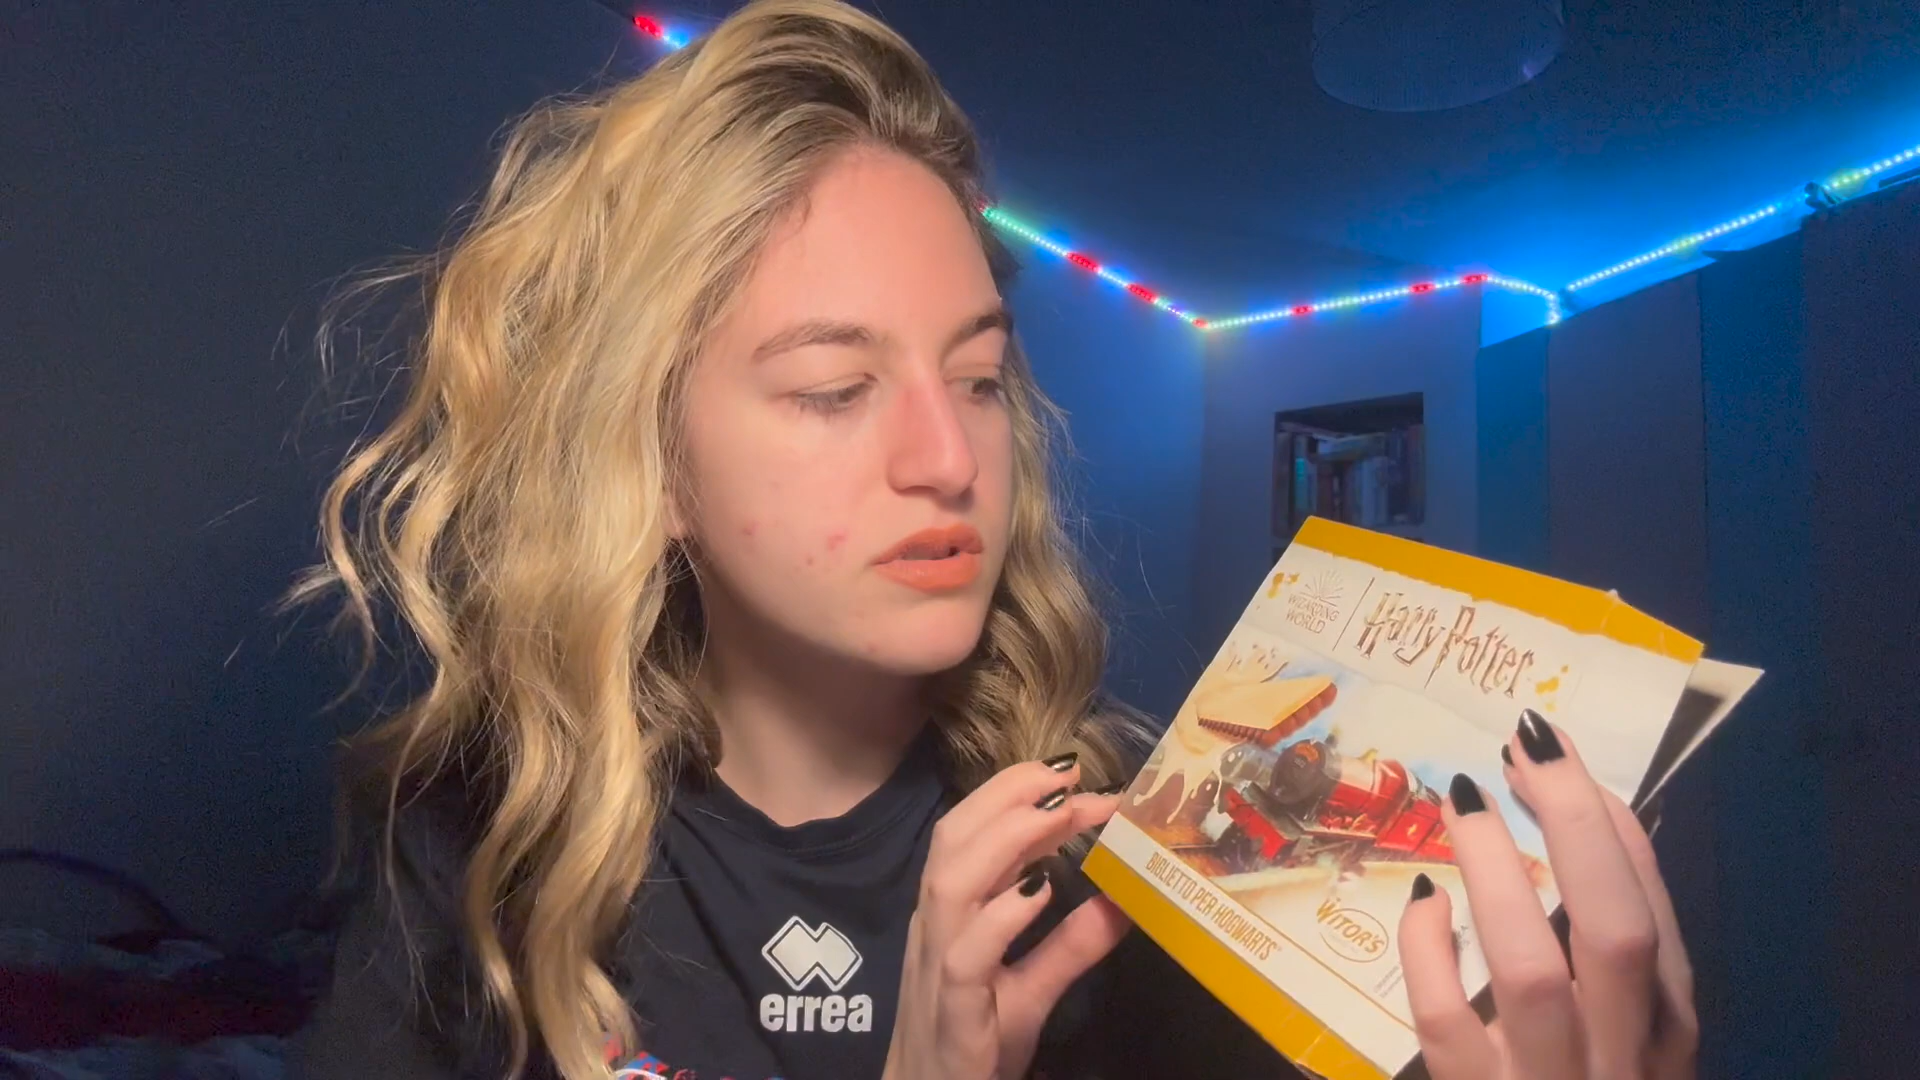 WIZARDING
WORLD
Harry Potter
BIGLIETTO PER HOGWARTS
WITOR'S
errea